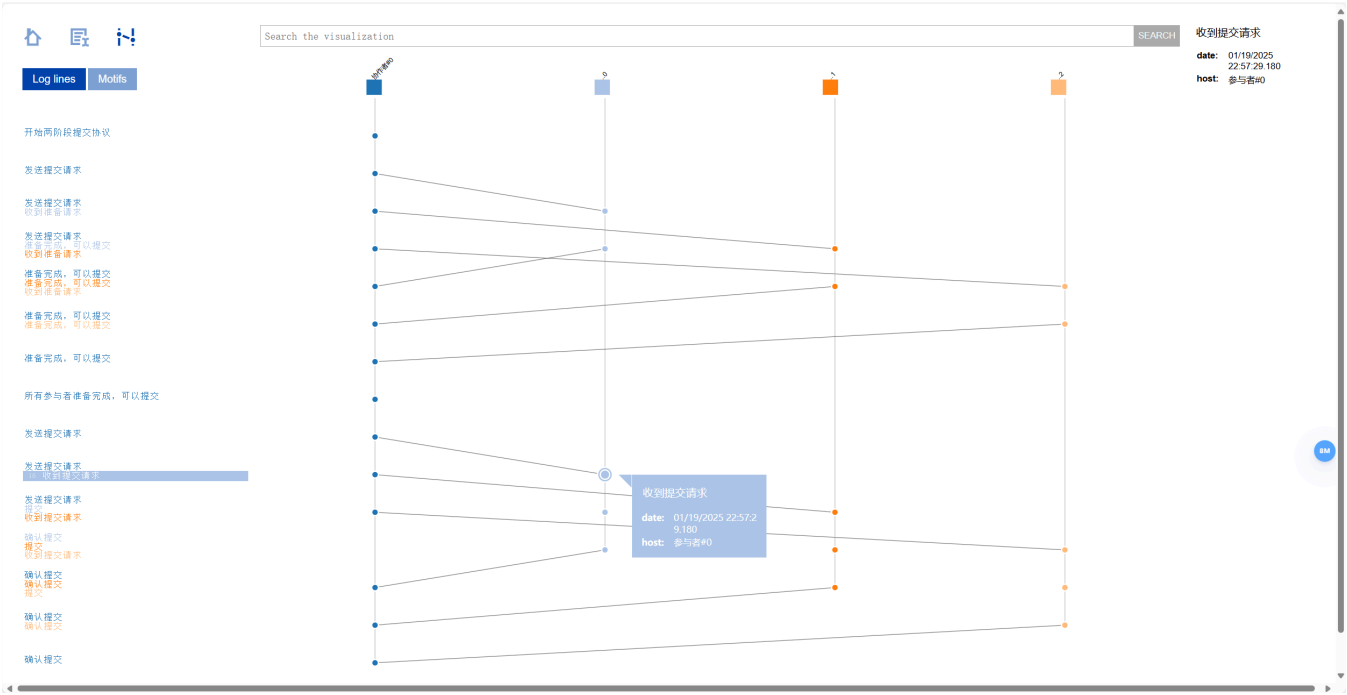 Search the visualization
SEARCH
收到提交请求
date: 01/19/2025
22:57:29.180
host: 参与者#0
Log lines
Motifs
协作者#0
..0
..1
..2
开始两阶段提交协议
发送提交请求
发送提交请求
收到准备请求
发送提交请求
准备完成，可以提交
收到准备请求
准备完成，可以提交
准备完成，可以提交
收到准备请求
准备完成，可以提交
准备完成，可以提交
准备完成，可以提交
所有参与者准备完成，可以提交
发送提交请求
发送提交请求
收到提交请求
发送提交请求
提交
收到提交请求
确认提交
提交
收到提交请求
确认提交
确认提交
提交
确认提交
确认提交
确认提交
收到提交请求
date: 01/19/2025 22:57:2
9.180
host: 参与者#0